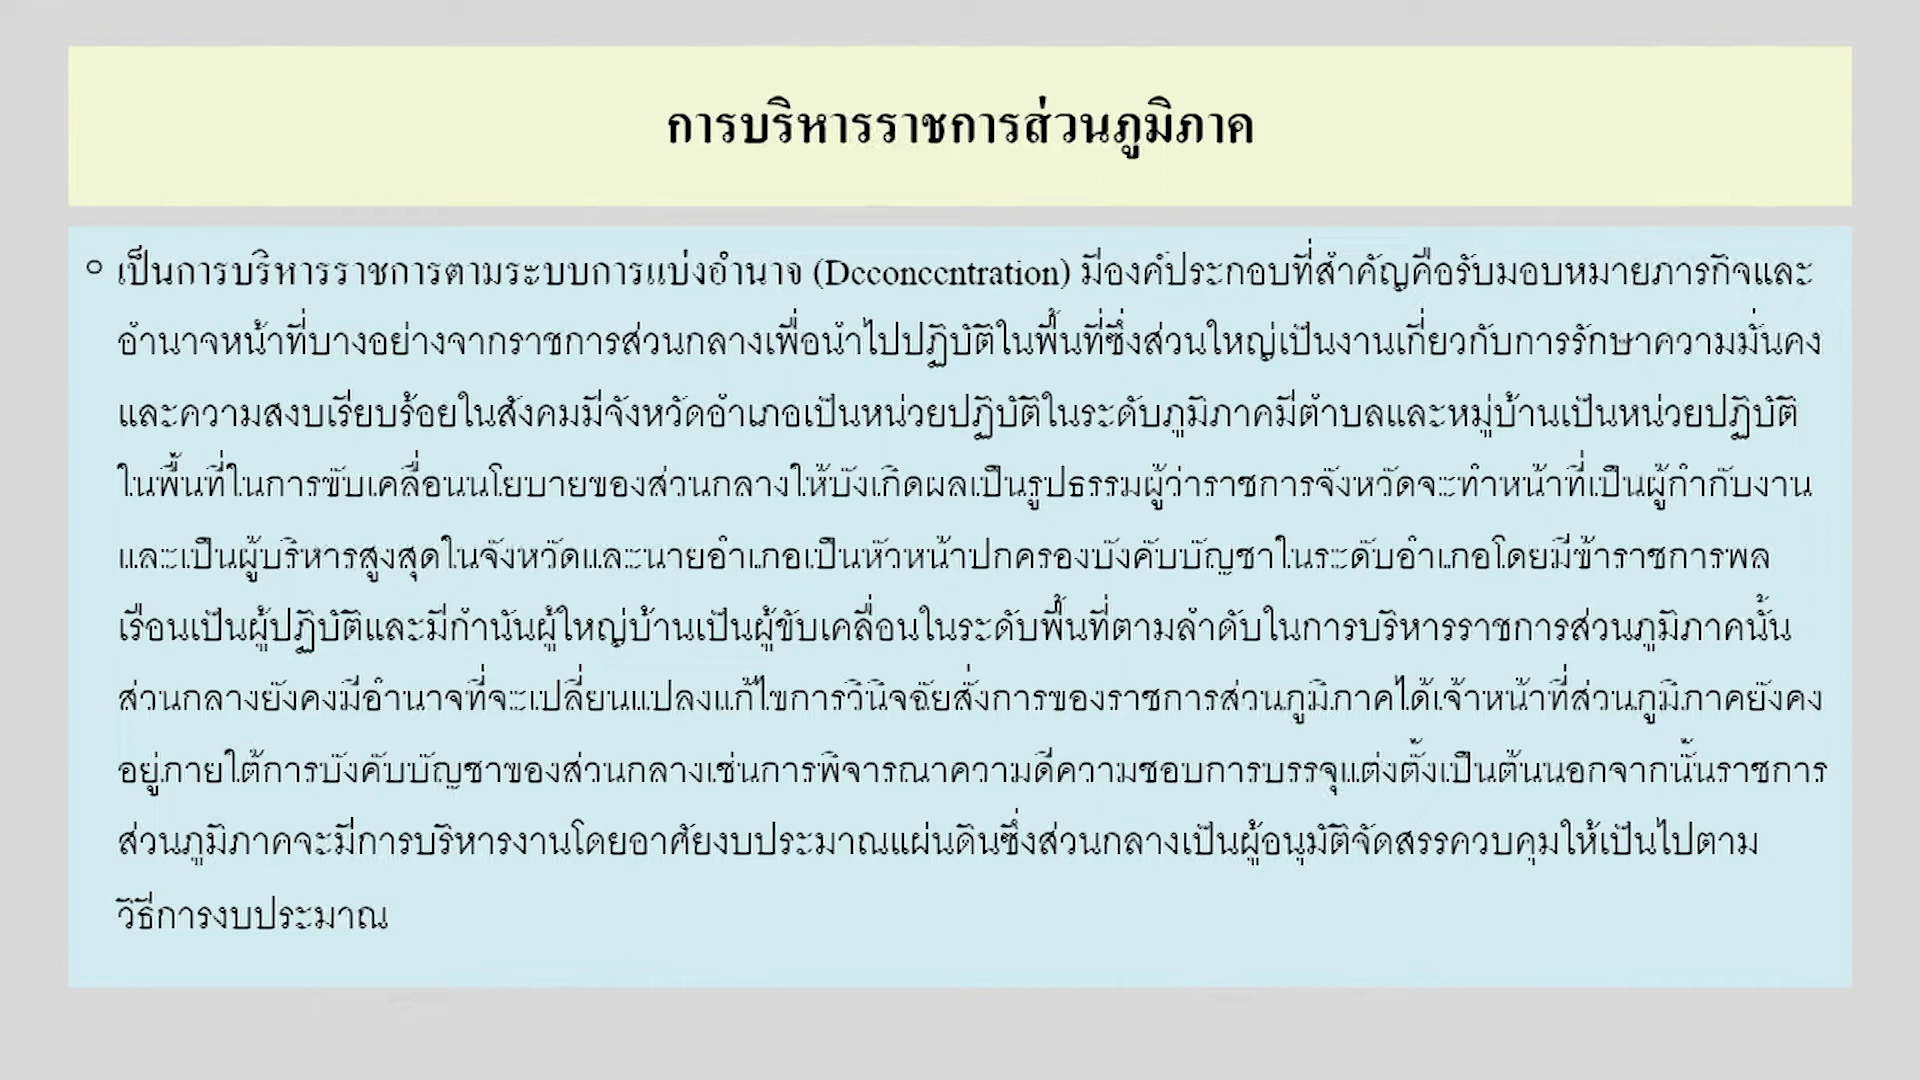 การบริหารราชการส่วนภูมิภาค
เป็นการบริหารราชการตามระบบการแบ่งอำนาจ (Deconcentration) มีองค์ประกอบที่สำคัญคือรับมอบหมายภารกิจและ
อำนาจหน้าที่บางอย่างจากราชการส่วนกลางเพื่อนำไปปฏิบัติในพื้นที่ซึ่งส่วนใหญ่เป็นงานเกี่ยวกับการรักษาความมั่นคง
และความสงบเรียบร้อยในสังคมมีจังหวัดอำเภอเป็นหน่วยปฏิบัติในระดับภูมิภาคมีตำบลและหมู่บ้านเป็นหน่วยปฏิบัติ
ในพื้นที่ในการขับเคลื่อนนโยบายของส่วนกลางให้บังเกิดผลเป็นรูปธรรมผู้ว่าราชการจังหวัดจะทำหน้าที่เป็นผู้กำกับงาน
และเป็นผู้บริหารสูงสุดในจังหวัดและนายอำเภอเป็นหัวหน้าปกครองบังคับบัญชาในระดับอำเภอโดยมีข้าราชการพล
เรือนเป็นผู้ปฏิบัติและมีกำนันผู้ใหญ่บ้านเป็นผู้ขับเคลื่อนในระดับพื้นที่ตามลำดับในการบริหารราชการส่วนภูมิภาคนั้น
ส่วนกลางยังคงมีอำนาจที่จะเปลี่ยนแปลงแก้ไขการวินิจฉัยสั่งการของราชการส่วนภูมิภาคได้เจ้าหน้าที่ส่วนภูมิภาคยังคง
อยู่ภายใต้การบังคับบัญชาของส่วนกลางเช่นการพิจารณาความดีความชอบการบรรจุแต่งตั้งเป็นต้นนอกจากนั้นราชการ
ส่วนภูมิภาคจะมีการบริหารงานโดยอาศัยงบประมาณแผ่นดินซึ่งส่วนกลางเป็นผู้อนุมัติจัดสรรควบคุมให้เป็นไปตาม
วิธีการงบประมาณ